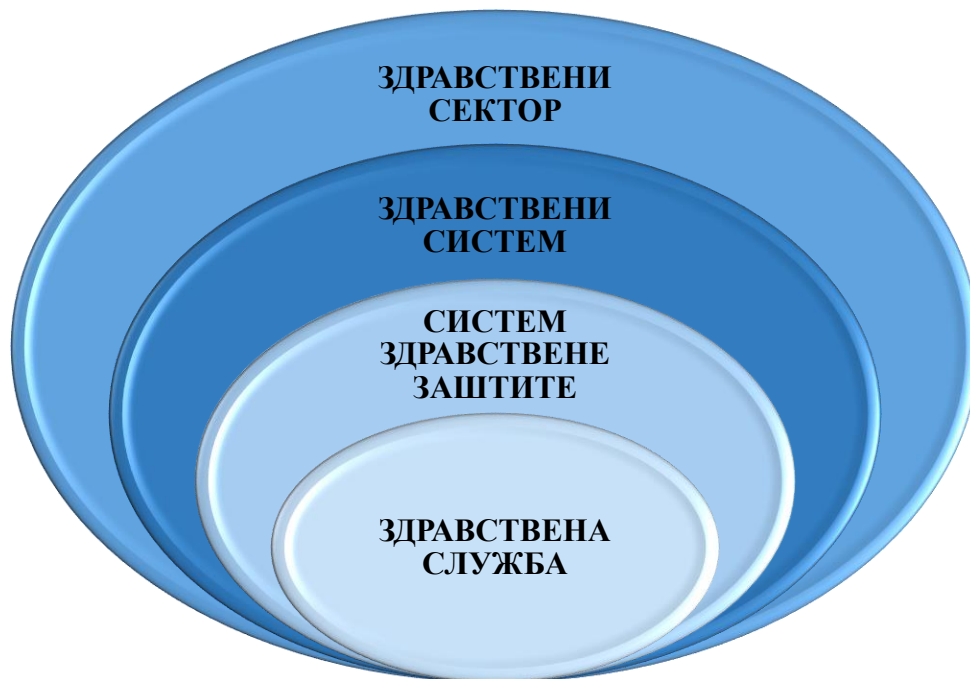 ЗДРАВСТВЕНИ
СЕКТОР
ЗДРАВСТВЕНИ
СИСТЕМ
СИСТЕМ
ЗДРАВСТВЕНЕ
ЗАШТИТЕ
ЗДРАВСТВЕНА
СЛУЖБА